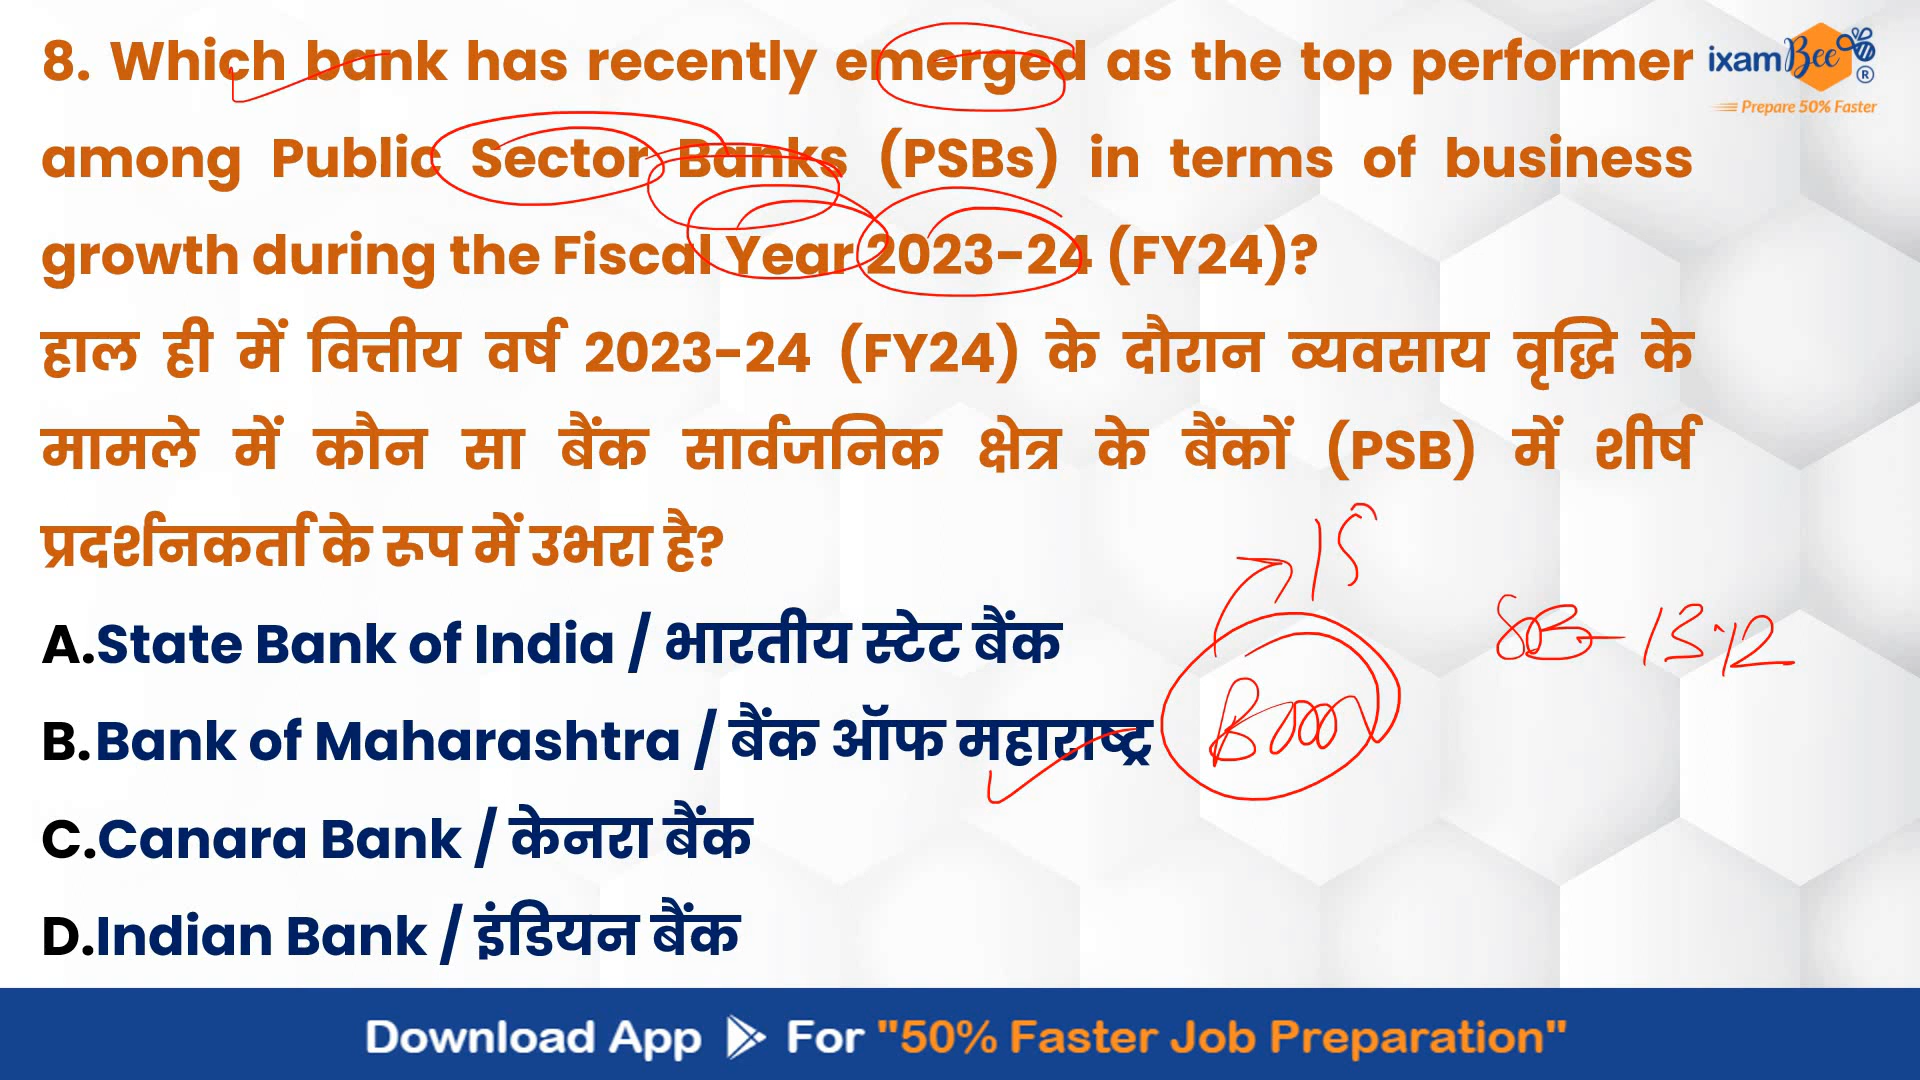 8. Which bank has recently emerged as the top performer
among Public Sector Banks (PSBs) in terms of business
growth during the Fiscal Year 2023-24 (FY24)?
हाल ही में वित्तीय वर्ष 2023-24 (FY24) के दौरान व्यवसाय वृद्धि के
मामले में कौन सा बैंक सार्वजनिक क्षेत्र के बैंकों (PSB) में शीर्ष
प्रदर्शनकर्ता के रूप में उभरा है?
A.State Bank of India / भारतीय स्टेट बैंक
B.Bank of Maharashtra / बैंक ऑफ महाराष्ट्र
C.Canara Bank / केनरा बैंक
D.Indian Bank / इंडियन बैंक
ixamBee®
Prepare 50% Faster
15
13.12
Download App For "50% Faster Job Preparation"